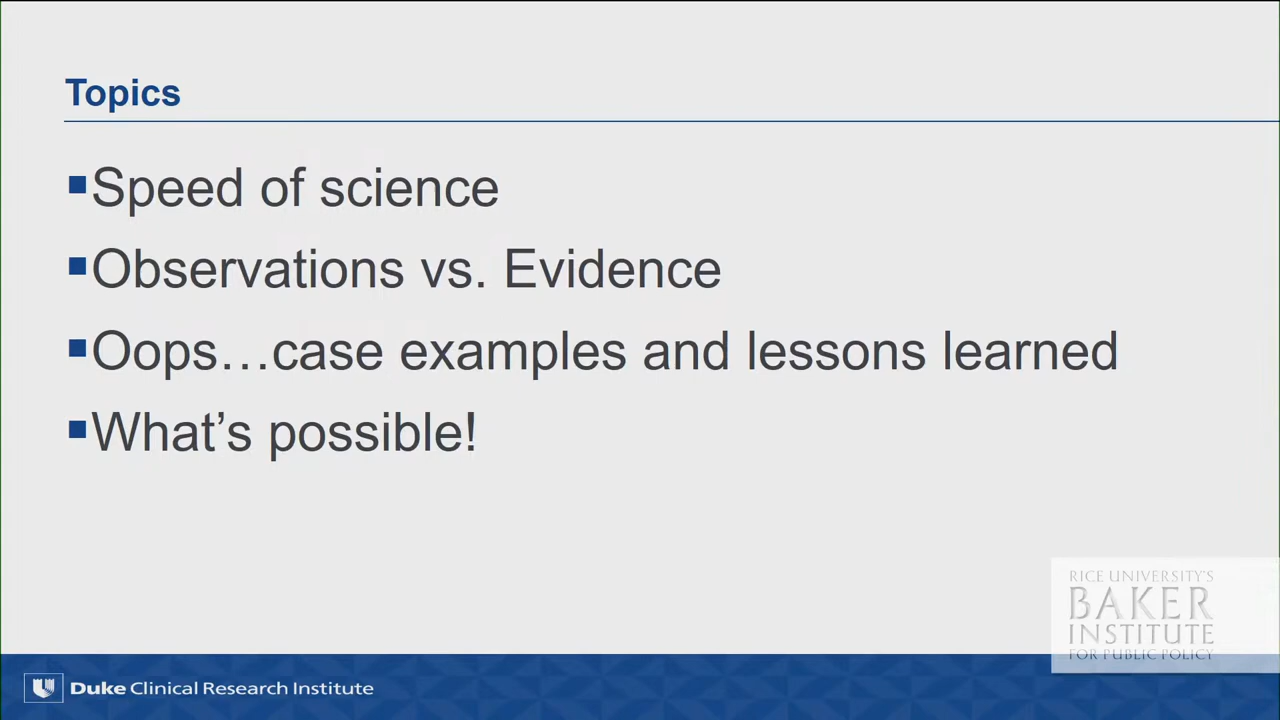 Topics
Speed of science
Observations vs. Evidence
Oops…case examples and lessons learned
What's possible!
RICE UNIVERSITY'S
BAKER
INSTITUTE
FOR PUBLIC POLICY
Duke Clinical Research Institute